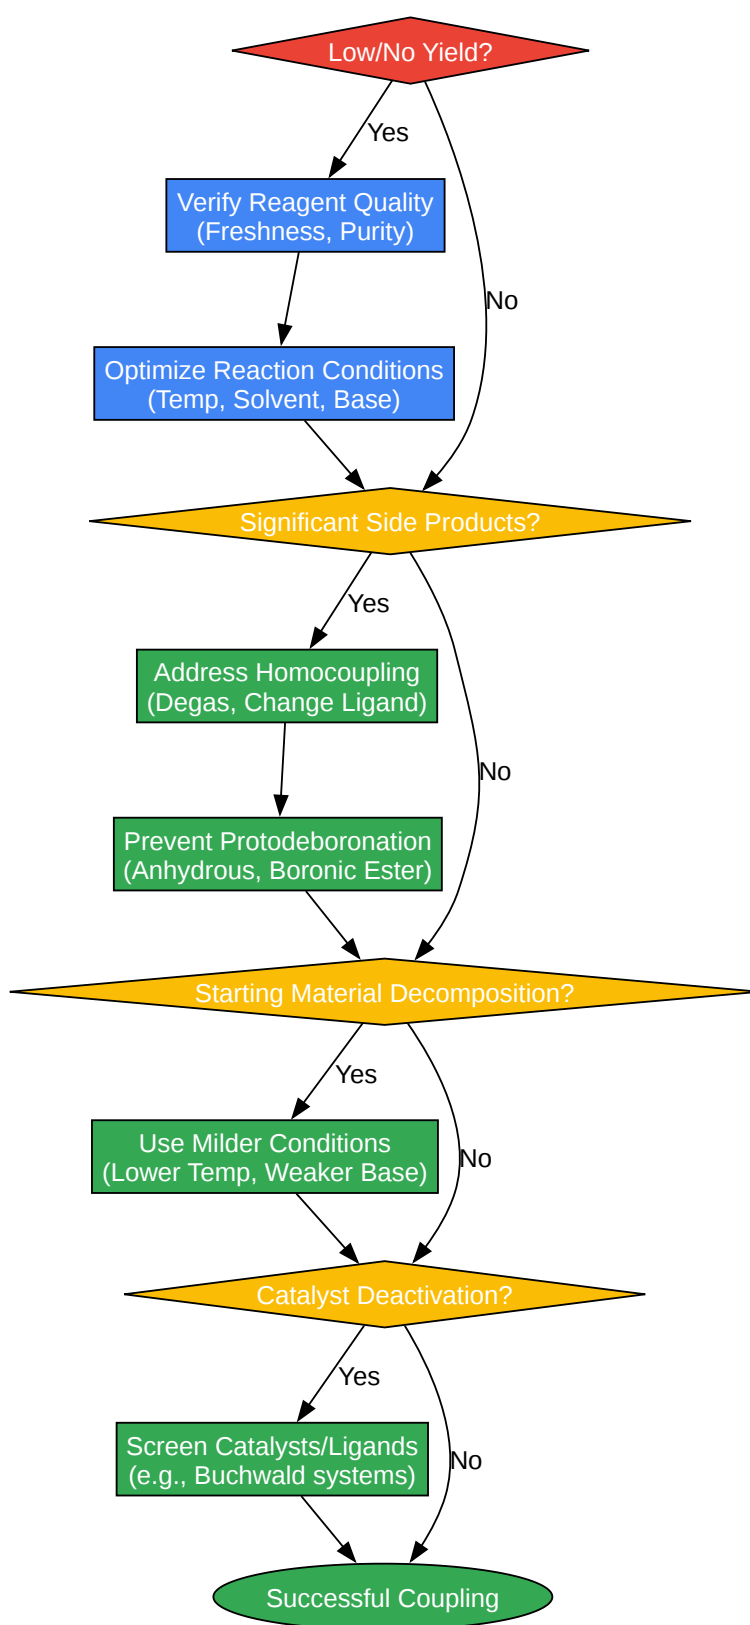 Low/No Yield?
Yes
Verify Reagent Quality
(Freshness, Purity)
No
Optimize Reaction Conditions
(Temp, Solvent, Base)
Significant Side Products?
Yes
Address Homocoupling
(Degas, Change Ligand)
No
Prevent Protodeboronation
(Anhydrous, Boronic Ester)
Starting Material Decomposition?
Yes
Use Milder Conditions
(Lower Temp, Weaker Base)
No
Catalyst Deactivation?
Yes
Screen Catalysts/Ligands
(e.g., Buchwald systems)
No
Successful Coupling